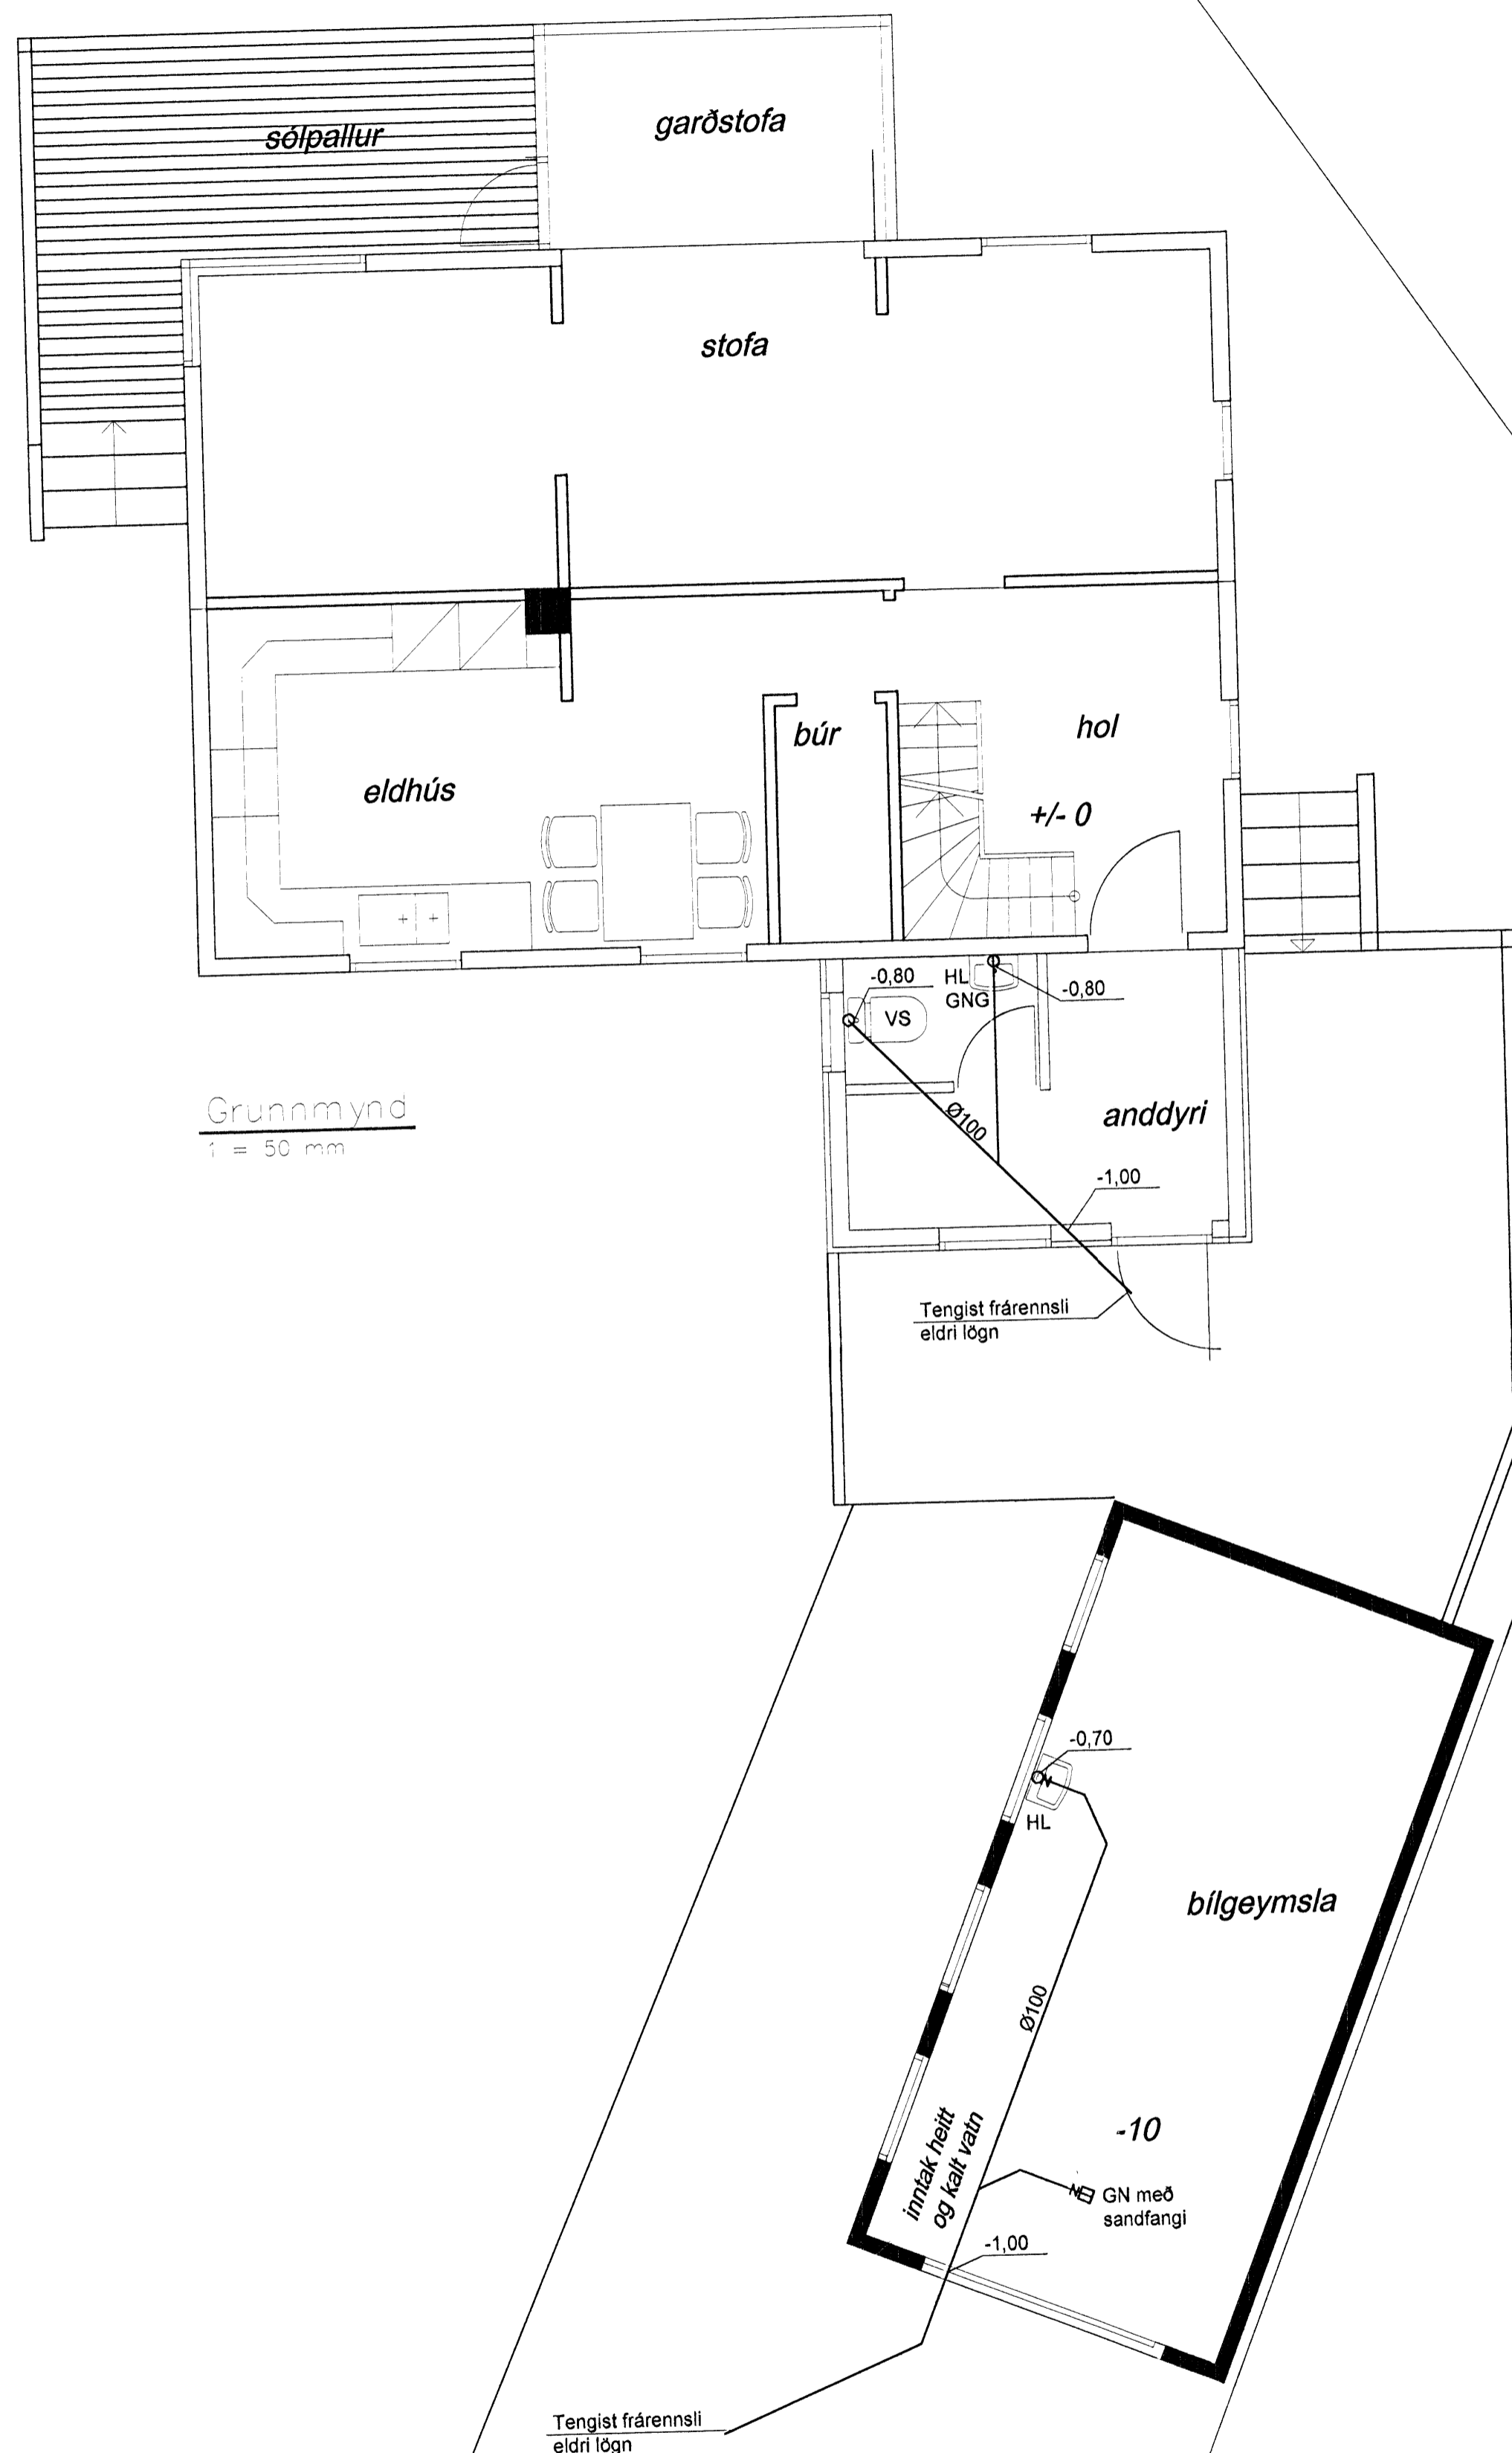 sólpallur
garðstofa
stofa
búr
hol
eldhús
+/- 0
-0,80
HL
GNG
-0,80
VS
Grunnmynd
1 = 50 mm
Ø100
anddyri
-1,00
Tengist frárennsli
eldri lögn
-0,70
HL
bílgeymsla
Ø100
inntak heitt
og kalt vatn
-10
GN með
sandfangi
-1,00
Tengist frárennsli
eldri lögn